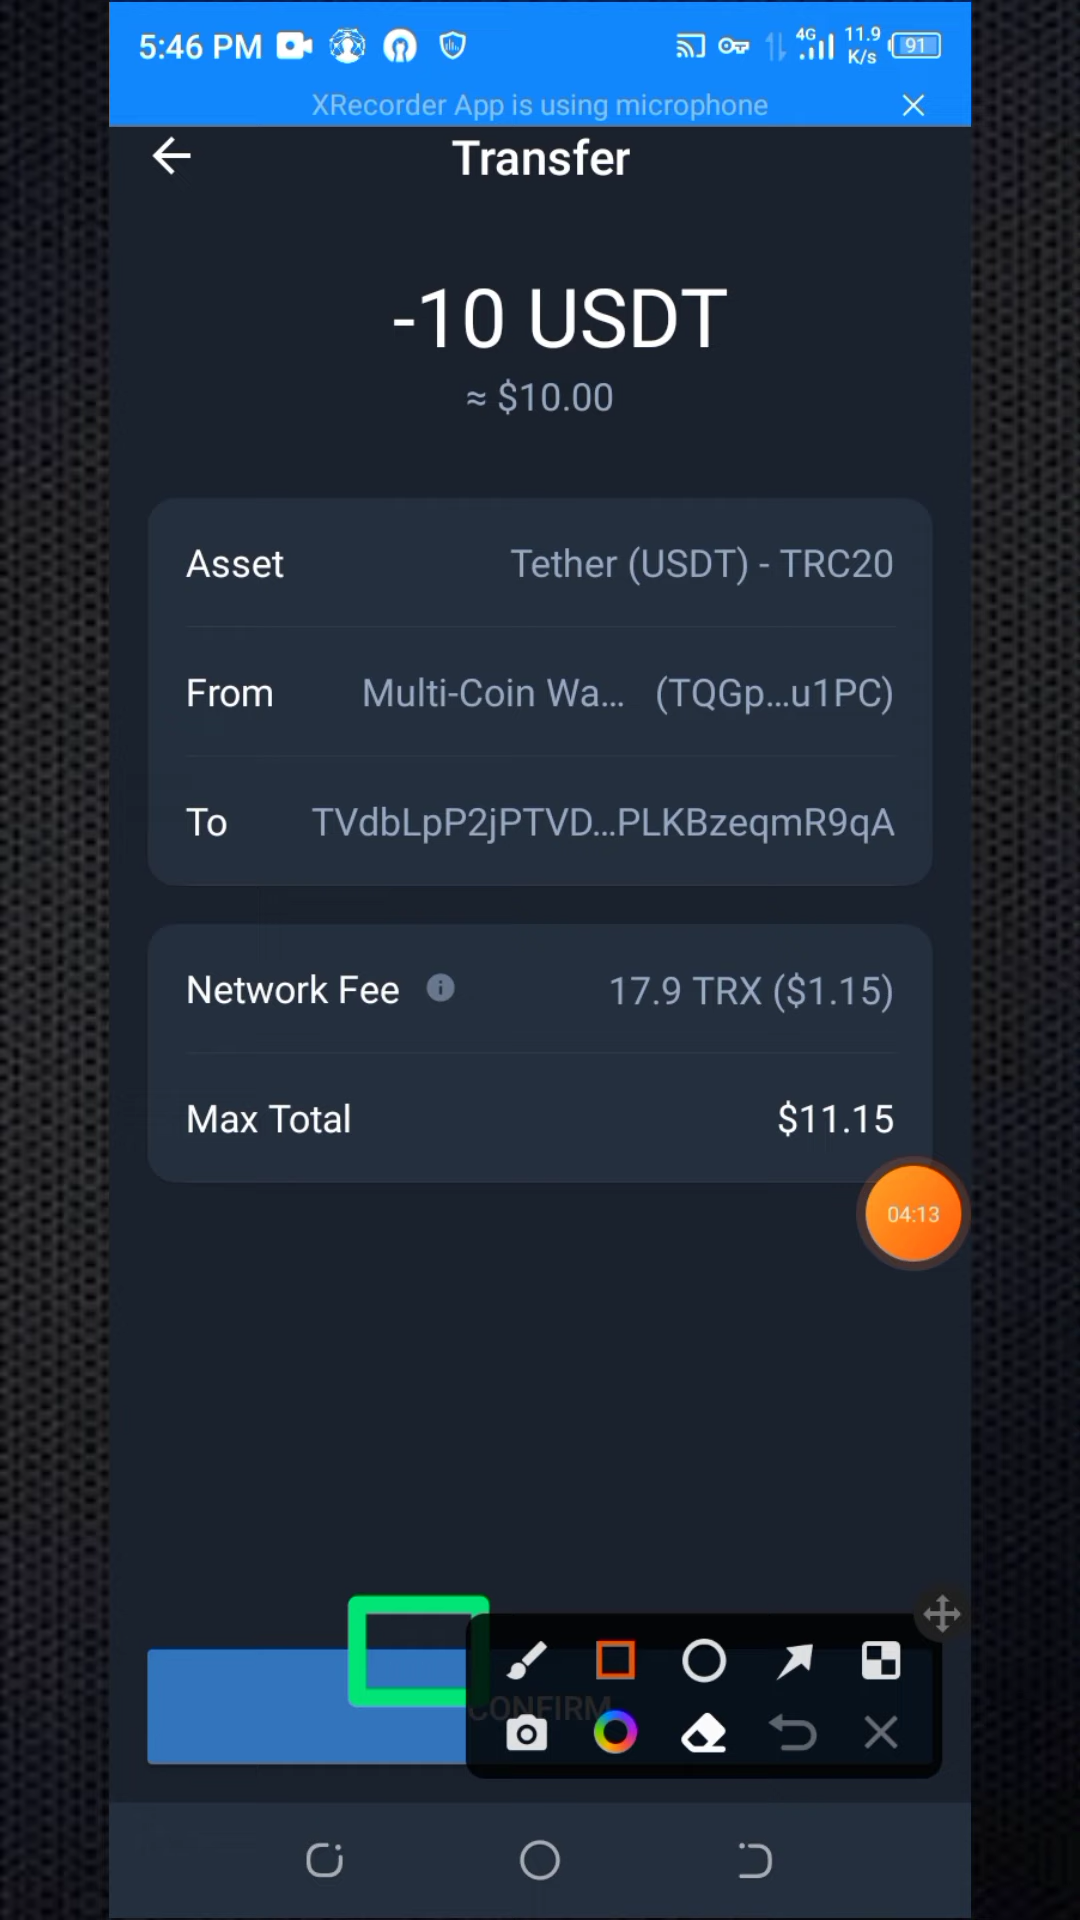 5:46 PM
4G
11.9
K/s
91
XRecorder App is using microphone
Transfer
-10 USDT
≈ $10.00
Asset
Tether (USDT) - TRC20
From
Multi-Coin Wa... (TQGp...u1PC)
To
TVdbLpP2jPTVD...PLKBzeqmR9qA
Network Fee
17.9 TRX ($1.15)
Max Total
$11.15
04:13
CONFIRM